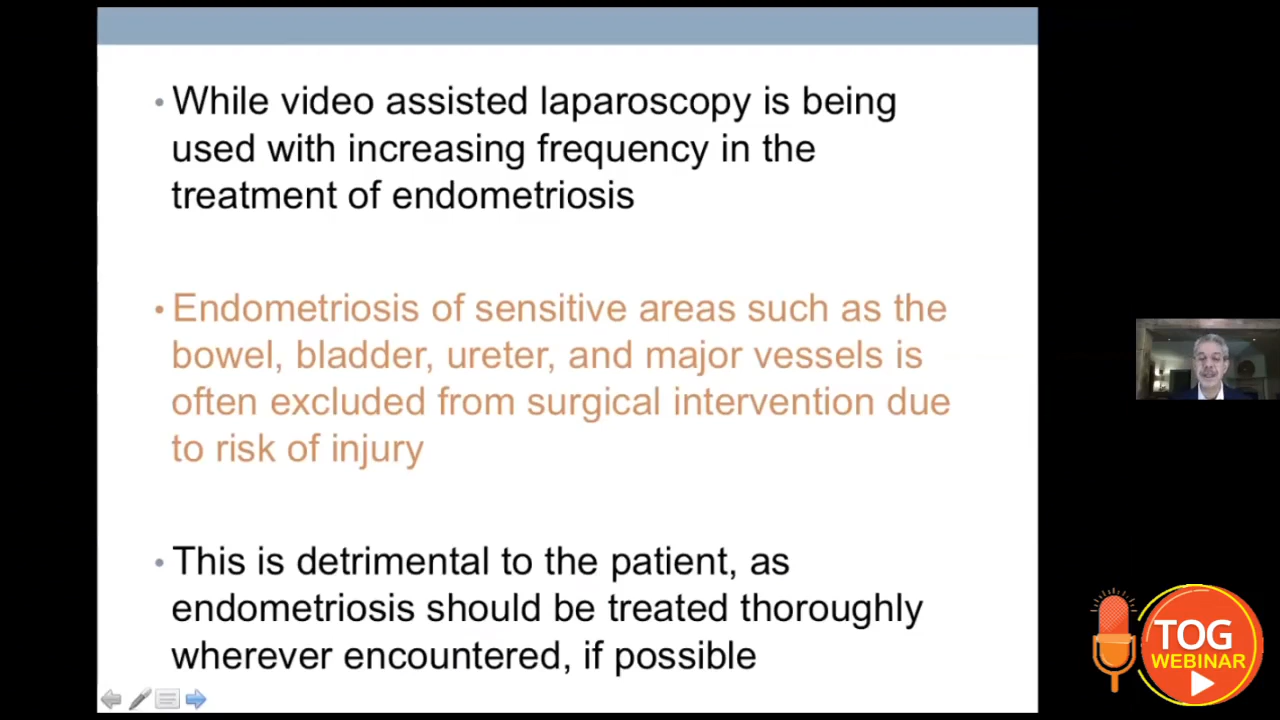 • While video assisted laparoscopy is being
used with increasing frequency in the
treatment of endometriosis
• Endometriosis of sensitive areas such as the
bowel, bladder, ureter, and major vessels is
often excluded from surgical intervention due
to risk of injury
• This is detrimental to the patient, as
endometriosis should be treated thoroughly
wherever encountered, if possible
TOG
WEBINAR